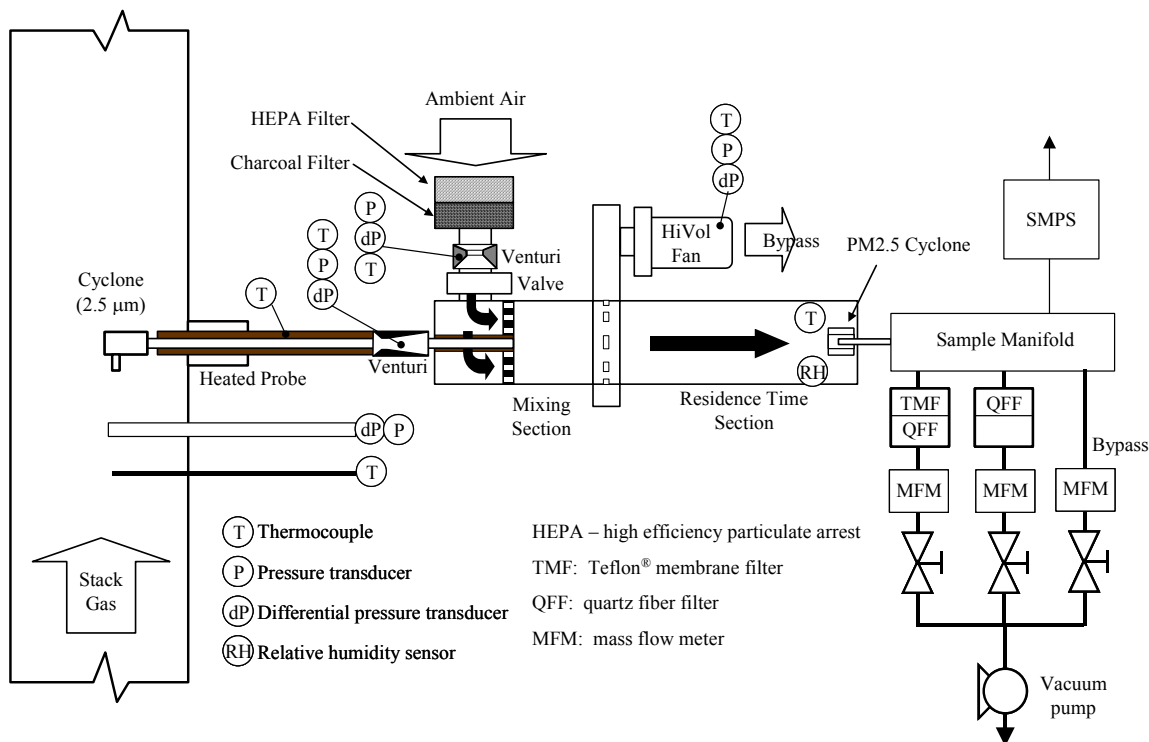 Ambient Air
HEPA Filter
Charcoal Filter
T
P
dP
P
dP
T
T
P
dP
HiVol
Fan
Bypass
SMPS
PM2.5 Cyclone
Venturi
Valve
Cyclone
(2.5 µm)
T
T
RH
Sample Manifold
Venturi
Heated Probe
Mixing
Section
Residence Time
Section
TMF
QFF
QFF
Bypass
dP
P
T
MFM
MFM
MFM
Stack
Gas
T Thermocouple
P Pressure transducer
dP Differential pressure transducer
RH Relative humidity sensor
HEPA – high efficiency particulate arrest
TMF: Teflon® membrane filter
QFF: quartz fiber filter
MFM: mass flow meter
Vacuum
pump